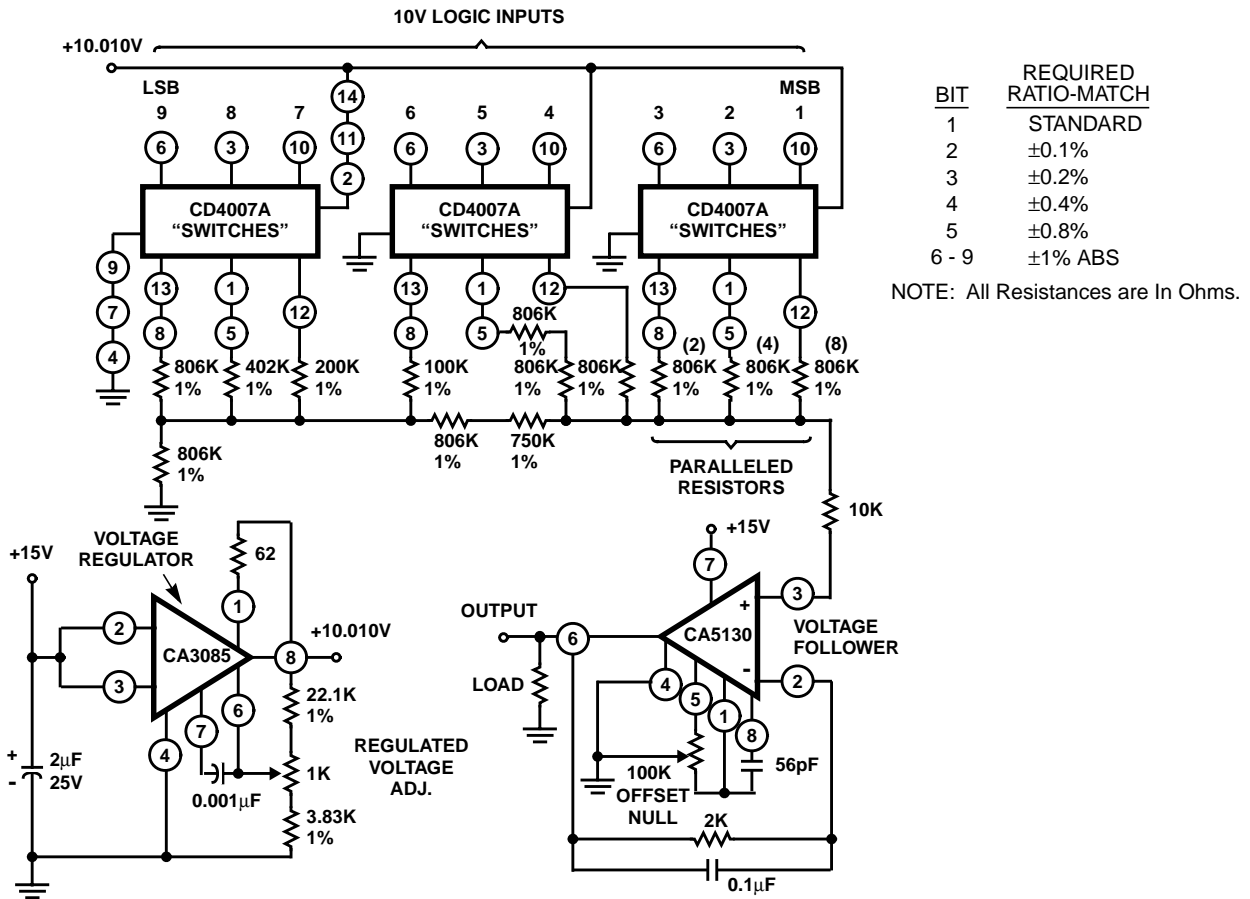 10V LOGIC INPUTS
+10.010V
LSB
MSB
9 8 7 6 5 4 3 2 1
6 3 10 6 3 10 6 3 10
14
11
2
CD4007A
“SWITCHES”
CD4007A
“SWITCHES”
CD4007A
“SWITCHES”
9
7
4
13 1 12 13 1 12 13 1 12
8 5 8 5 8 5
806K
1%
(2) (4) (8)
806K
1%
402K
1%
200K
1%
100K
1%
806K
1%
806K
1%
806K
1%
806K
1%
806K
1%
806K
1%
806K
1%
750K
1%
PARALLELED
RESISTORS
10K
BIT
REQUIRED
RATIO-MATCH
1 STANDARD
2 ±0.1%
3 ±0.2%
4 ±0.4%
5 ±0.8%
6 - 9 ±1% ABS
NOTE: All Resistances are In Ohms.
+15V
VOLTAGE
REGULATOR
62
1
2
3
CA3085
8
+10.010V
6
7
4
22.1K
1%
1K
3.83K
1%
0.001µF
REGULATED
VOLTAGE
ADJ.
+
-
2µF
25V
+15V
7
OUTPUT
6
LOAD
CA5130
+
-
3
2
VOLTAGE
FOLLOWER
4
5
1
8
100K
OFFSET
NULL
56pF
2K
0.1µF